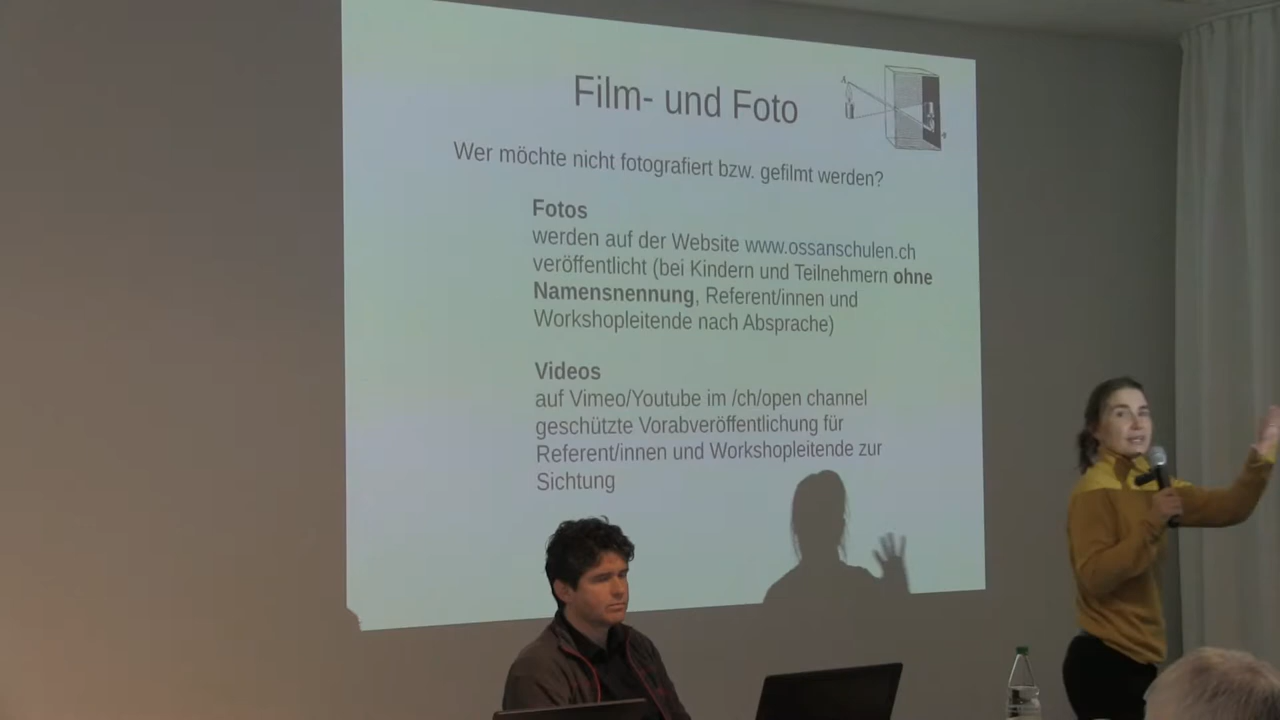 Film- und Foto
Wer möchte nicht fotografiert bzw. gefilmt werden?
Fotos
werden auf der Website www.ossanschulen.ch
veröffentlicht (bei Kindern und Teilnehmern ohne
Namensnennung, Referent/innen und
Workshopleitende nach Absprache)
Videos
auf Vimeo/Youtube im /ch/open channel
geschützte Vorabveröffentlichung für
Referent/innen und Workshopleitende zur
Sichtung